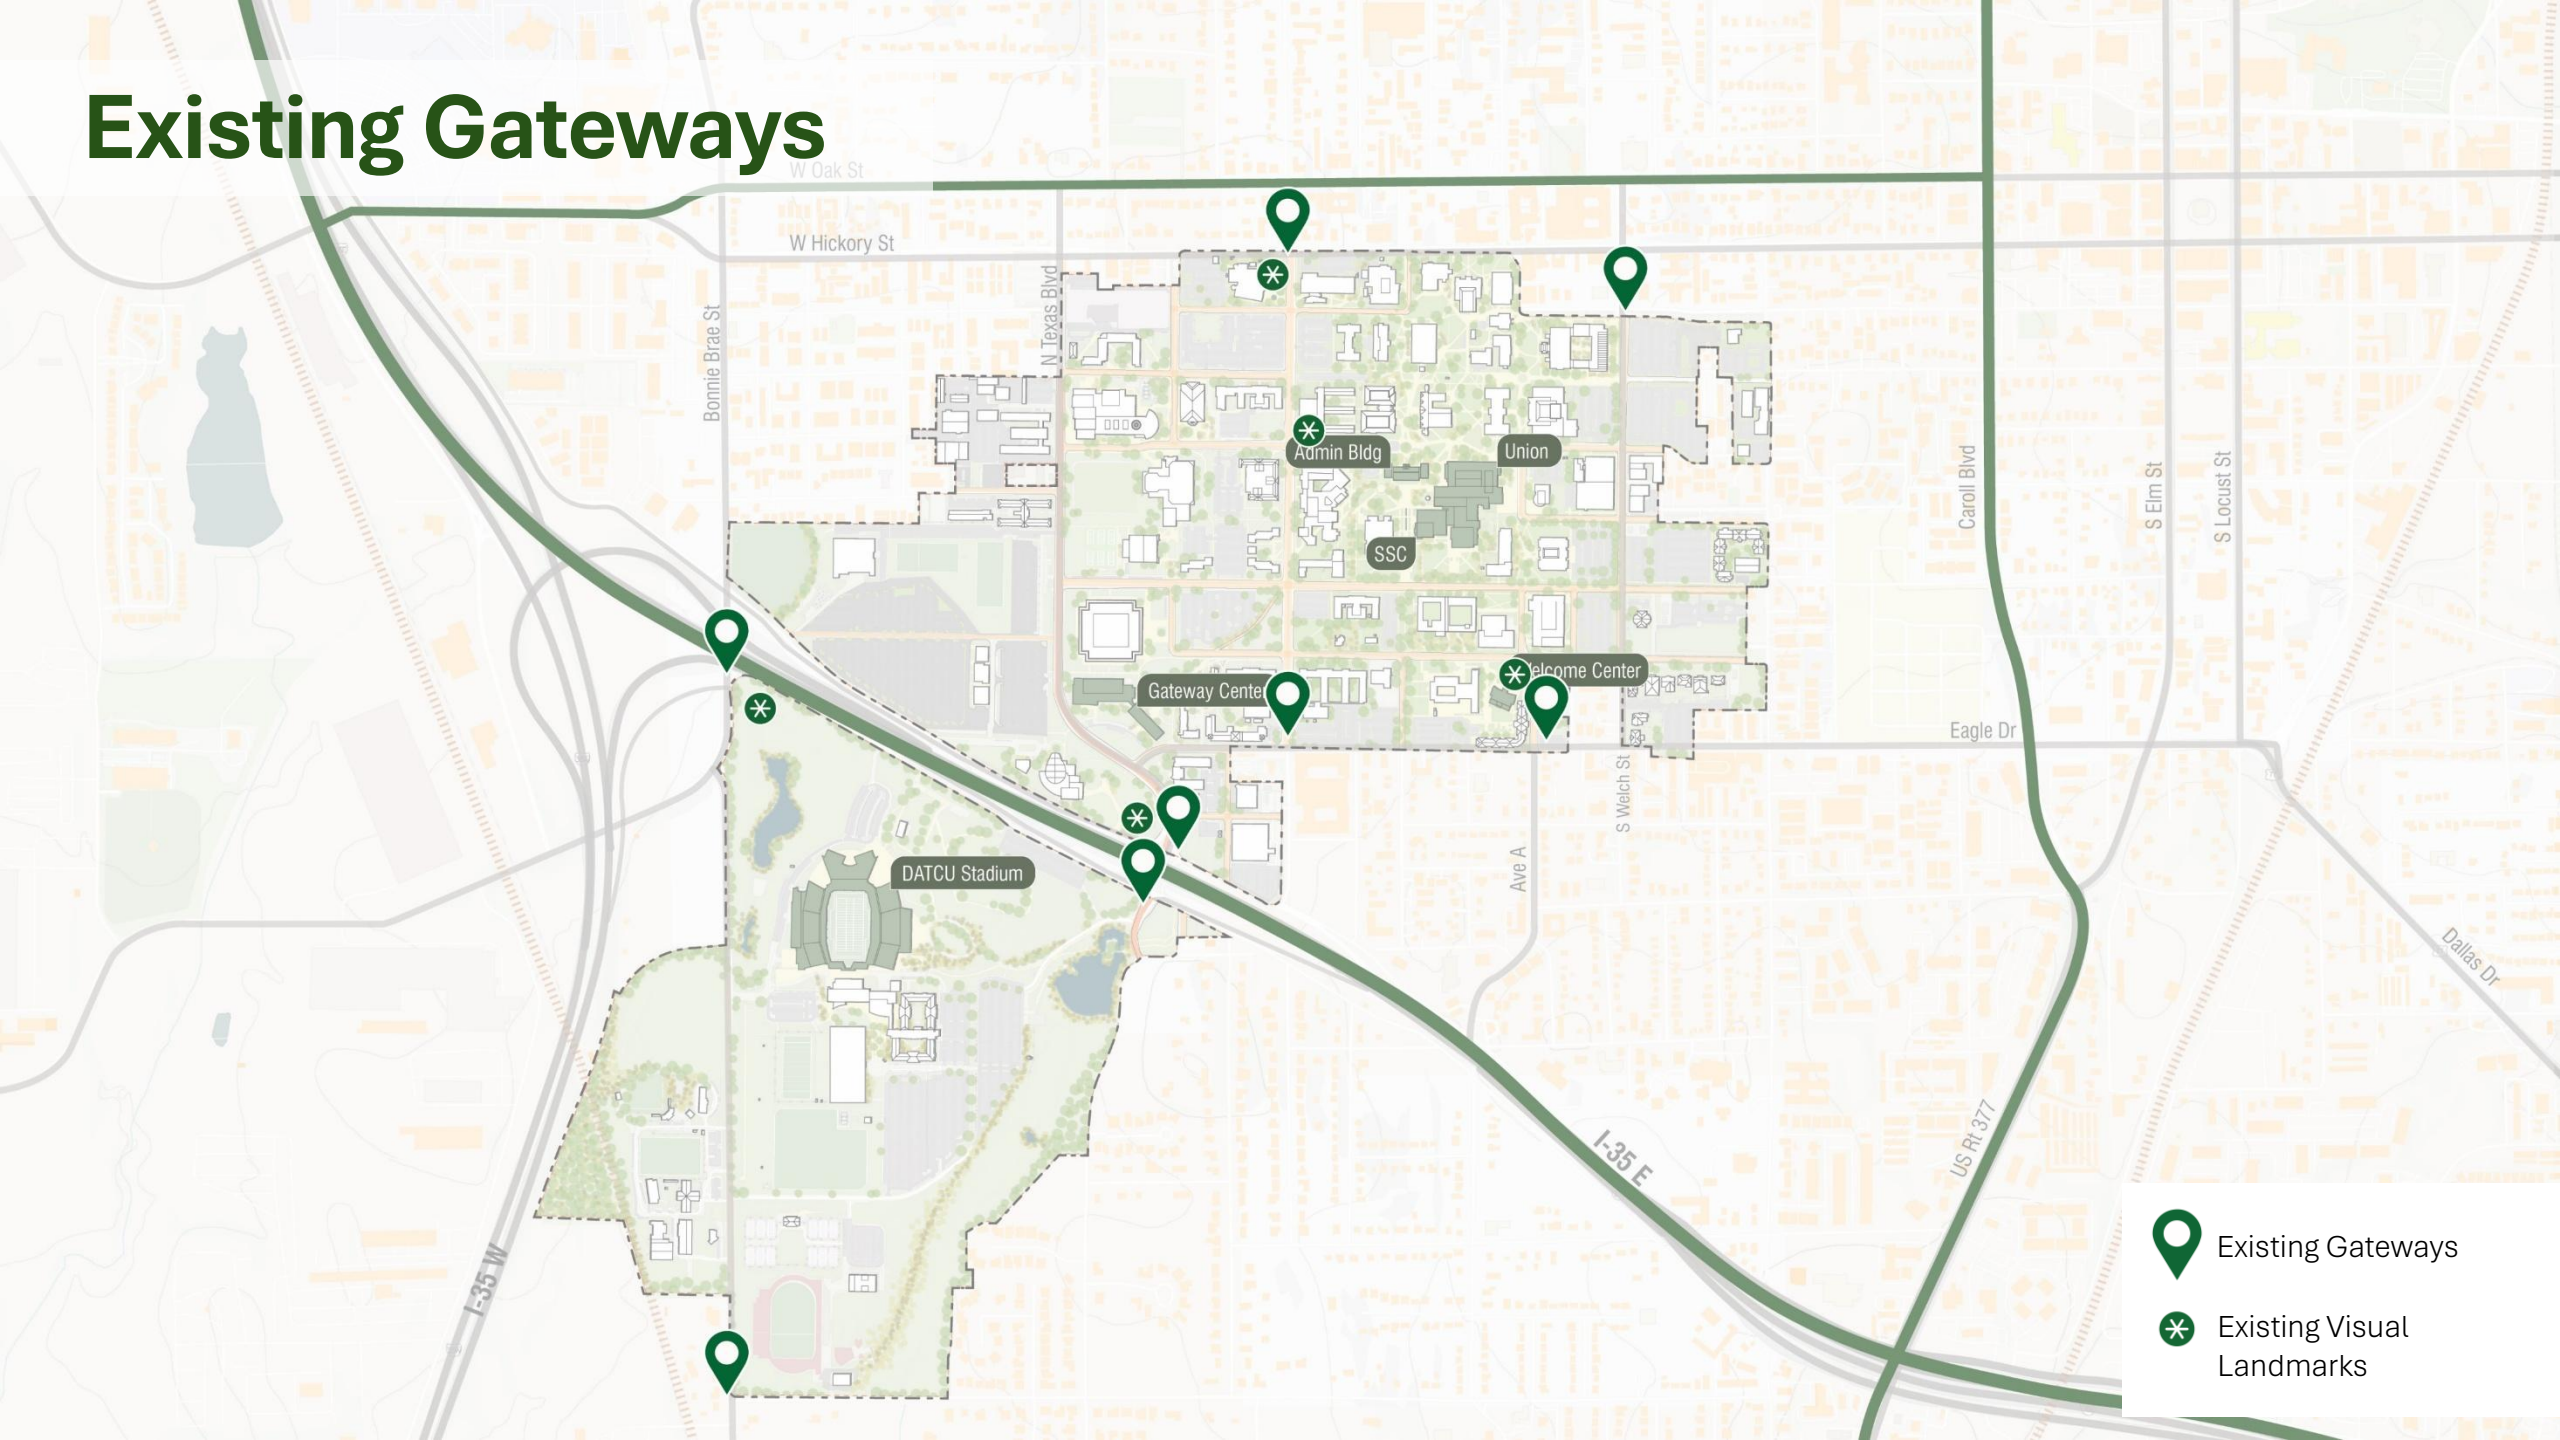 Existing Gateways
W Oak St
W Hickory St
Bonnie Brae St
N Texas Blvd
Admin Bldg
Union
SSC
Caroll Blvd
S Elm St
S Locust St
Gateway Cente
elcome Center
Eagle Dr
S Welch St
Ave A
DATCU Stadium
Dallas Dr
US Rt 377
I-35 E
I-35 W
Existing Gateways
Existing Visual
Landmarks